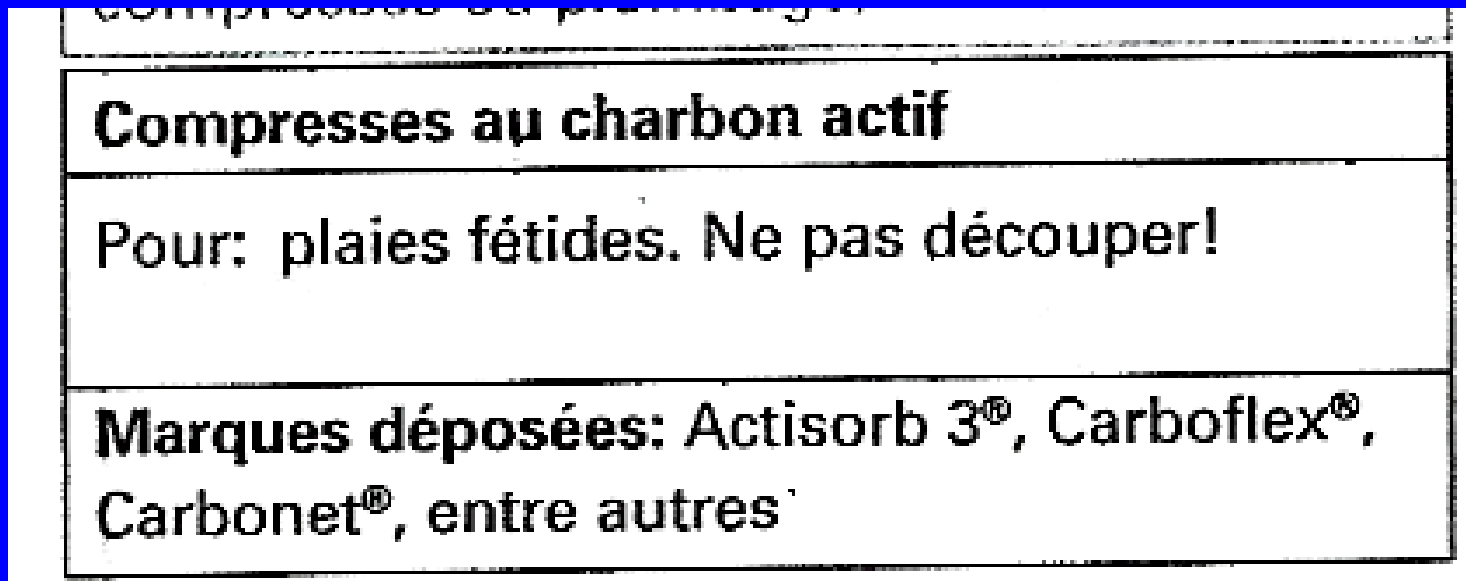 Compresses au charbon actif
Pour: plaies fétides. Ne pas découper!
Marques déposées: Actisorb 3®, Carboflex®,
Carbonet®, entre autres